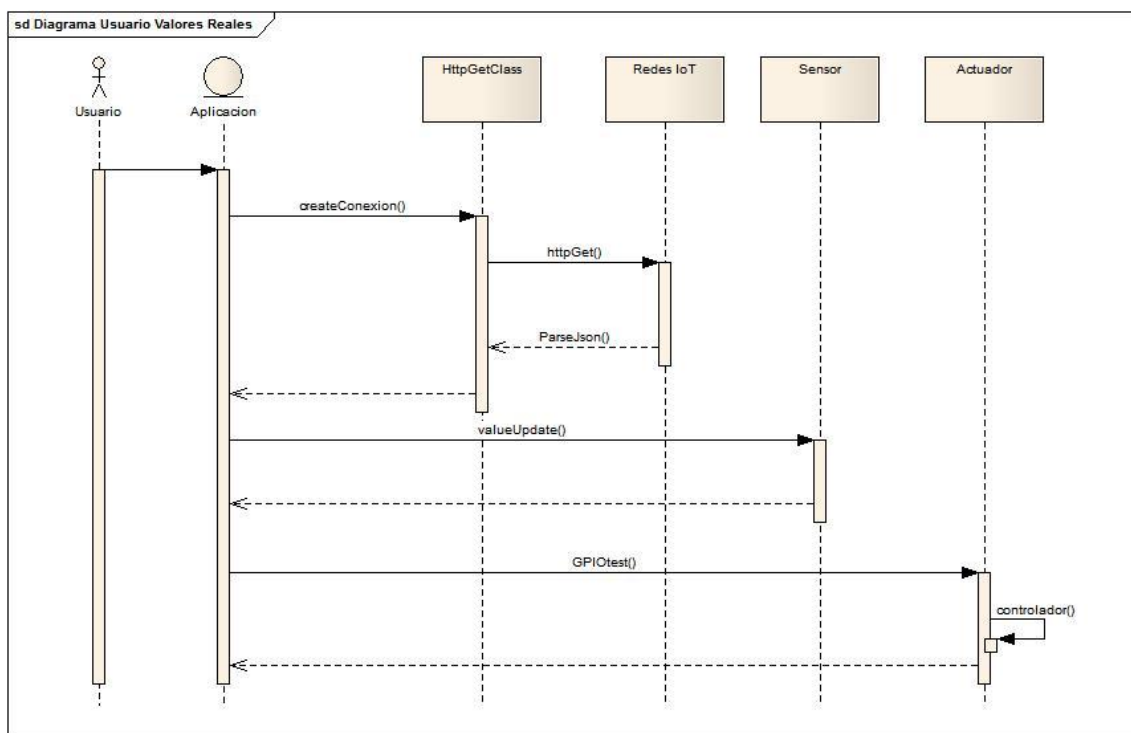 sd Diagrama Usuario Valores Reales
Usuario
Aplicacion
HttpGetClass
Redes IoT
Sensor
Actuador
createConexion()
httpGet()
ParseJson()
valueUpdate()
GPIOtest()
controlador()